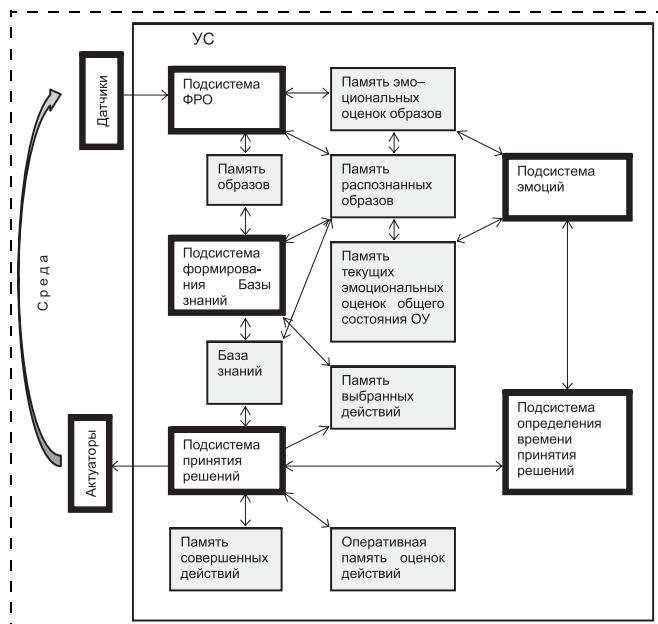 УС
Датчики
Подсистема
ФРО
Память эмо–
циональных
оценок образов
Память
образов
Память
распознанных
образов
Подсистема
эмоций
Среда
Подсистема
формирова-
ния Базы
знаний
Память
текущих
эмоциональных
оценок общего
состояния ОУ
База
знаний
Память
выбранных
действий
Подсистема
определения
времени
принятия
решений
Актуаторы
Подсистема
принятия
решений
Память
совершенных
действий
Оперативная
память оценок
действий